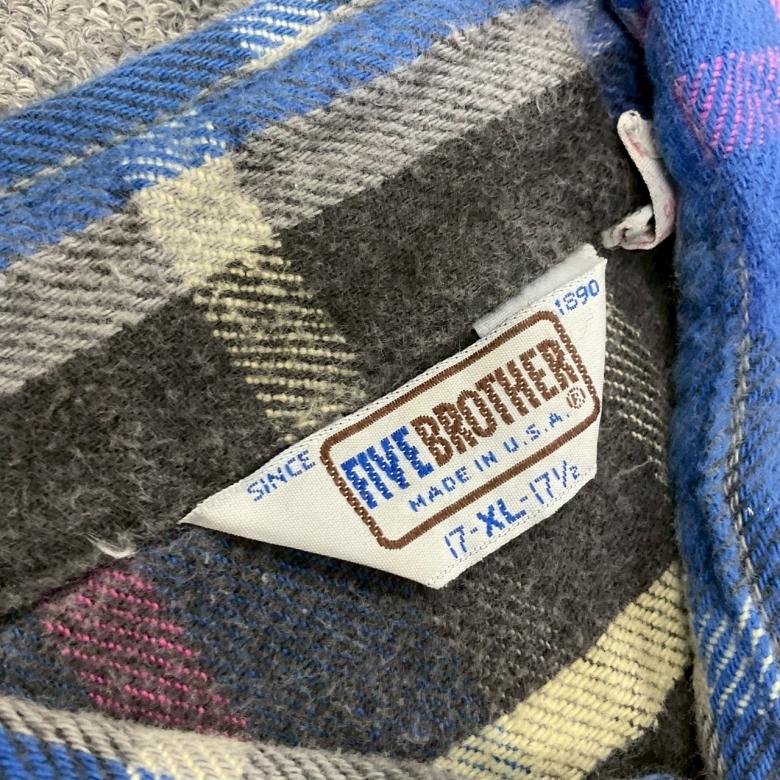 SINCE 1890
FIVE BROTHER ®
MADE IN U.S.A.
17-XL-17½